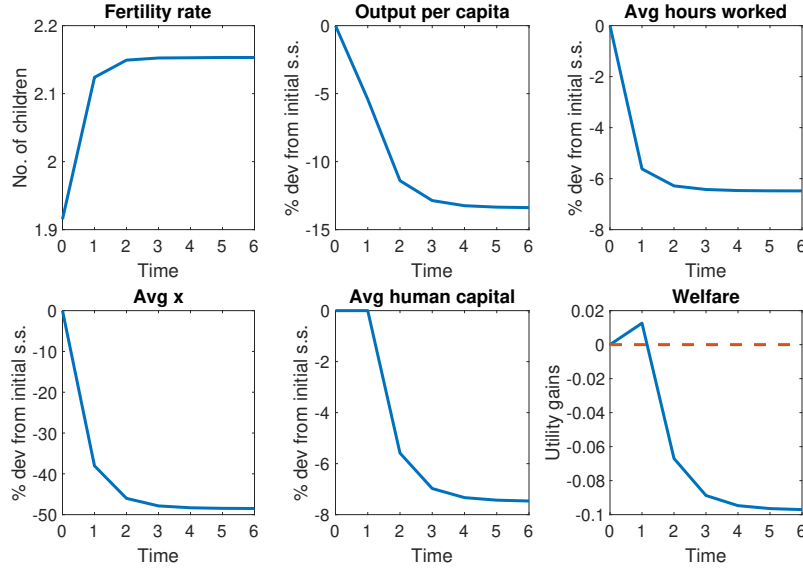 Fertility rate
No. of children
2.2
2.1
2
1.9
0 1 2 3 4 5 6
Time
Output per capita
% dev from initial s.s.
0
-5
-10
-15
0 1 2 3 4 5 6
Time
Avg hours worked
% dev from initial s.s.
0
-2
-4
-6
-8
0 1 2 3 4 5 6
Time
Avg x
% dev from initial s.s.
0
-10
-20
-30
-40
-50
0 1 2 3 4 5 6
Time
Avg human capital
% dev from initial s.s.
0
-2
-4
-6
-8
0 1 2 3 4 5 6
Time
Welfare
Utility gains
0.02
0
-0.02
-0.04
-0.06
-0.08
-0.1
0 1 2 3 4 5 6
Time